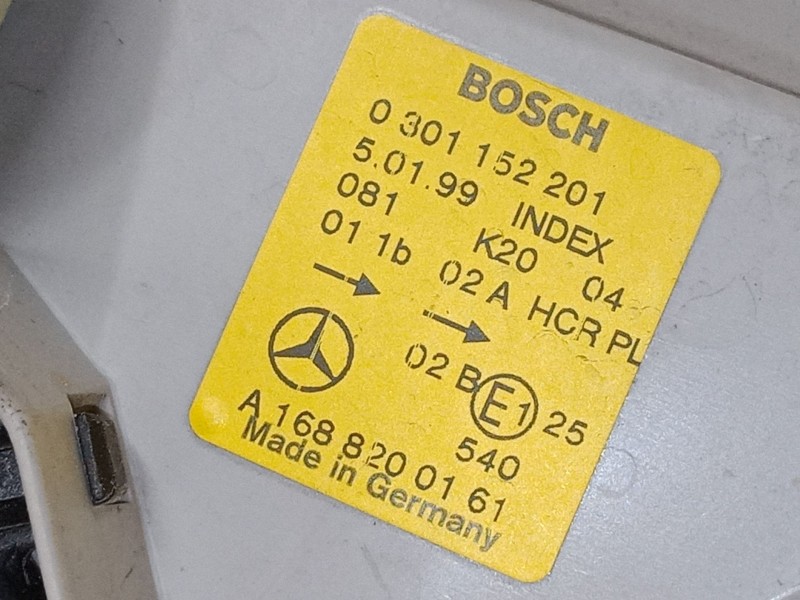 BOSCH
0 301 152 201
5.01.99 INDEX
081 K20 04
01 1b 02 A HCR PL
02 B E1 25
540
A 168 820 01 61
Made in Germany